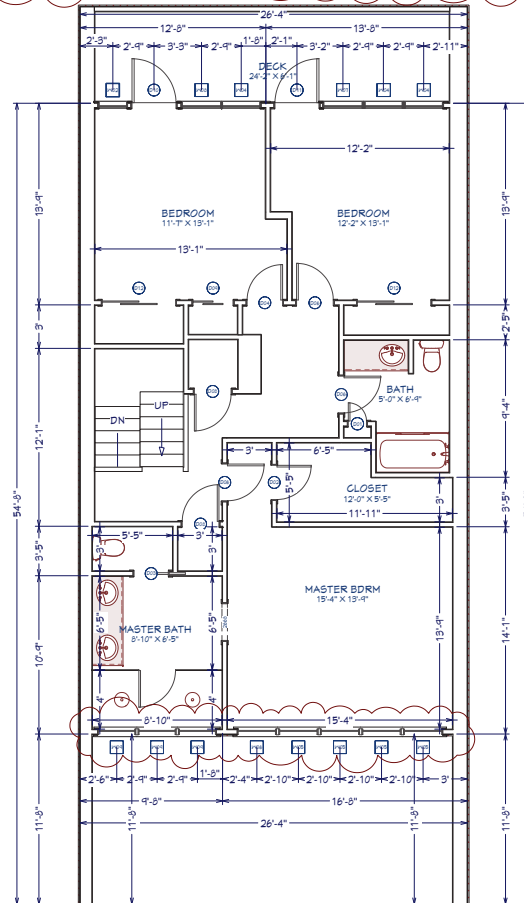 26'-4"
12'-8" 13'-8"
2'-3" 2'-9" 3'-3" 2'-9" 1'-8" 2'-1" 3'-2" 2'-9" 2'-9" 2'-11"
DECK
24'-2" X 6'-1"
12'-2"
13'-9" 13'-9"
BEDROOM BEDROOM
11'-7" X 13'-1" 12'-2" X 13'-1"
13'-1"
3' 2'-5"
BATH
5'-0" X 6'-9"
9'-4"
UP
DN
12'-1"
3' 6'-5"
5'-5"
CLOSET
12'-0" X 5'-5"
3'
3'-5"
11'-11"
54'-8"
5'-5" 3'
3' 3'
3'-5"
MASTER BDRM
15'-4" X 13'-9"
6'-5" 6'-5"
MASTER BATH
8'-10" X 6'-5"
13'-9" 14'-1"
10'-9"
4' 4'
8'-10" 15'-4"
2'-6" 2'-9" 2'-9" 1'-8" 2'-4" 2'-10" 2'-10" 2'-10" 2'-10" 3'
9'-8" 16'-8"
11'-8" 11'-8" 11'-8" 11'-8"
26'-4"